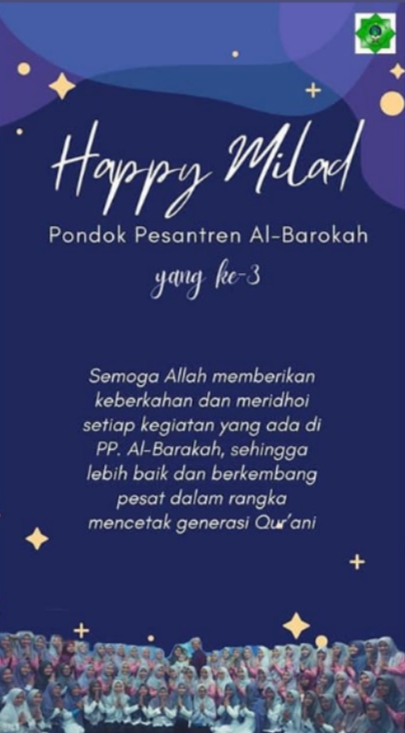 Happy Milad
Pondok Pesantren Al-Barokah
yang ke-3
Semoga Allah memberikan
keberkahan dan meridhoi
setiap kegiatan yang ada di
PP. Al-Barakah, sehingga
lebih baik dan berkembang
pesat dalam rangka
mencetak generasi Qur'ani